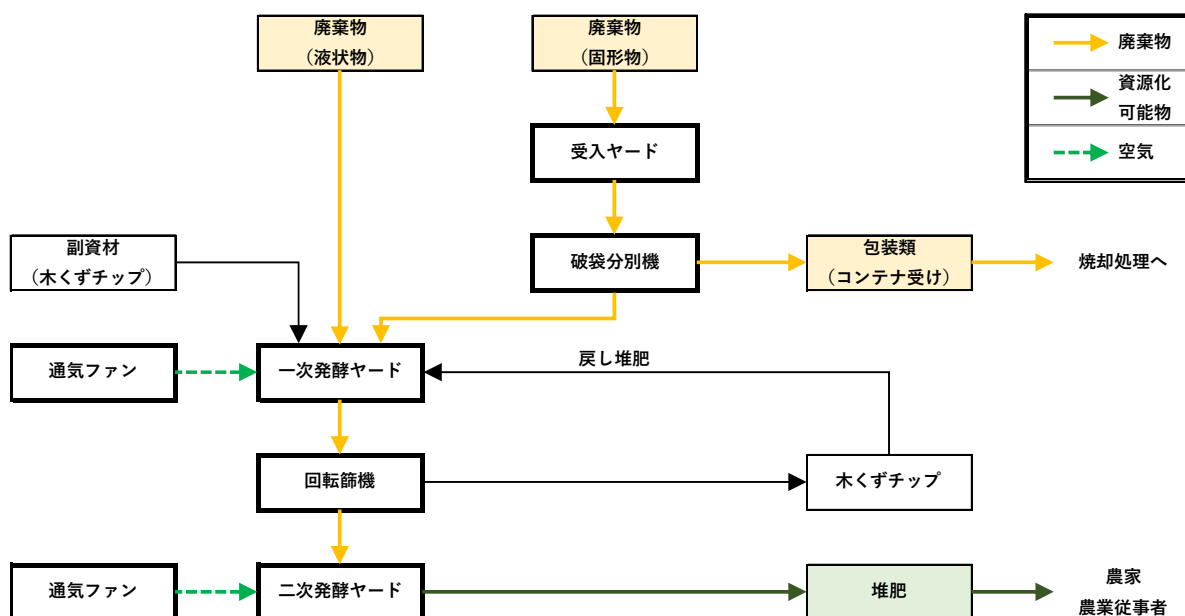 廃棄物
（液状物）
廃棄物
（固形物）
廃棄物
資源化
可能物
空気
受入ヤード
副資材
（木くずチップ）
破袋分別機
包装類
（コンテナ受け）
焼却処理へ
通気ファン
一次発酵ヤード
戻し堆肥
回転篩機
木くずチップ
通気ファン
二次発酵ヤード
堆肥
農家
農業従事者